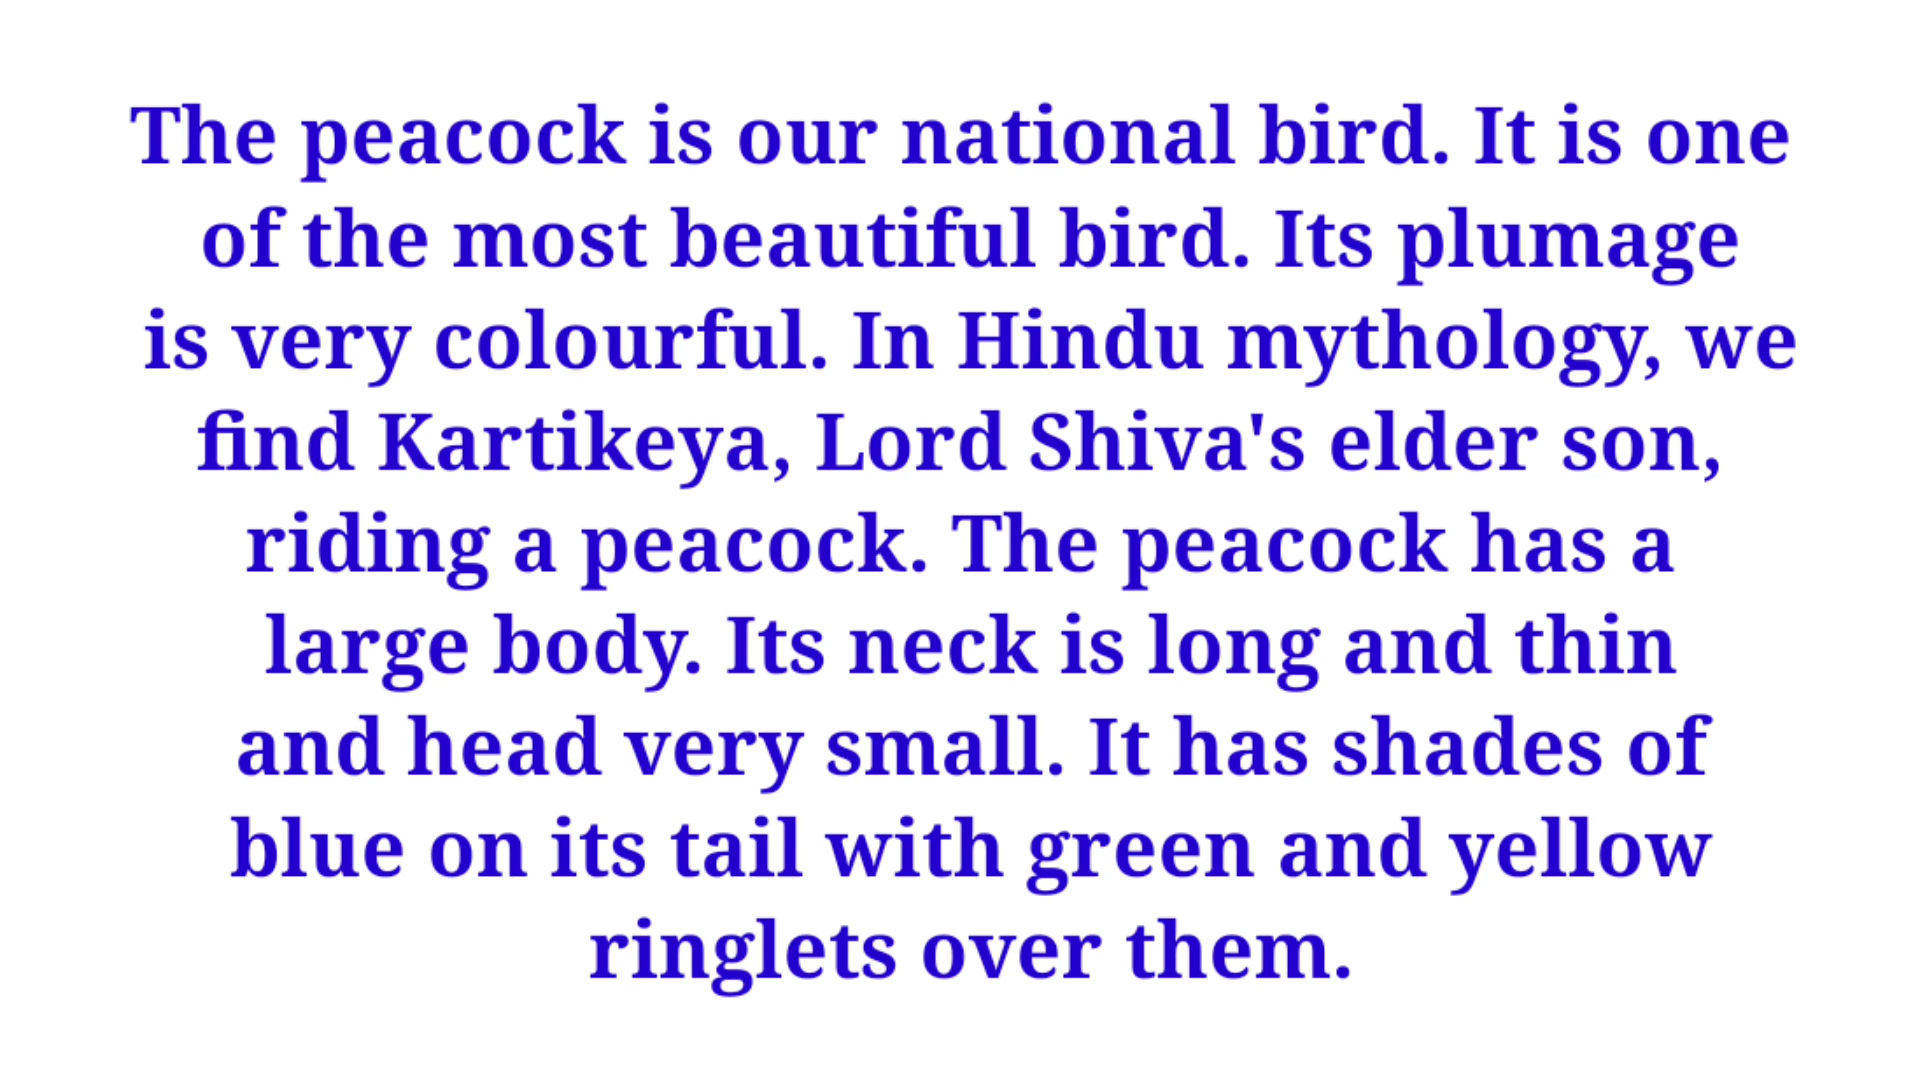 The peacock is our national bird. It is one
of the most beautiful bird. Its plumage
is very colourful. In Hindu mythology, we
find Kartikeya, Lord Shiva's elder son,
riding a peacock. The peacock has a
large body. Its neck is long and thin
and head very small. It has shades of
blue on its tail with green and yellow
ringlets over them.